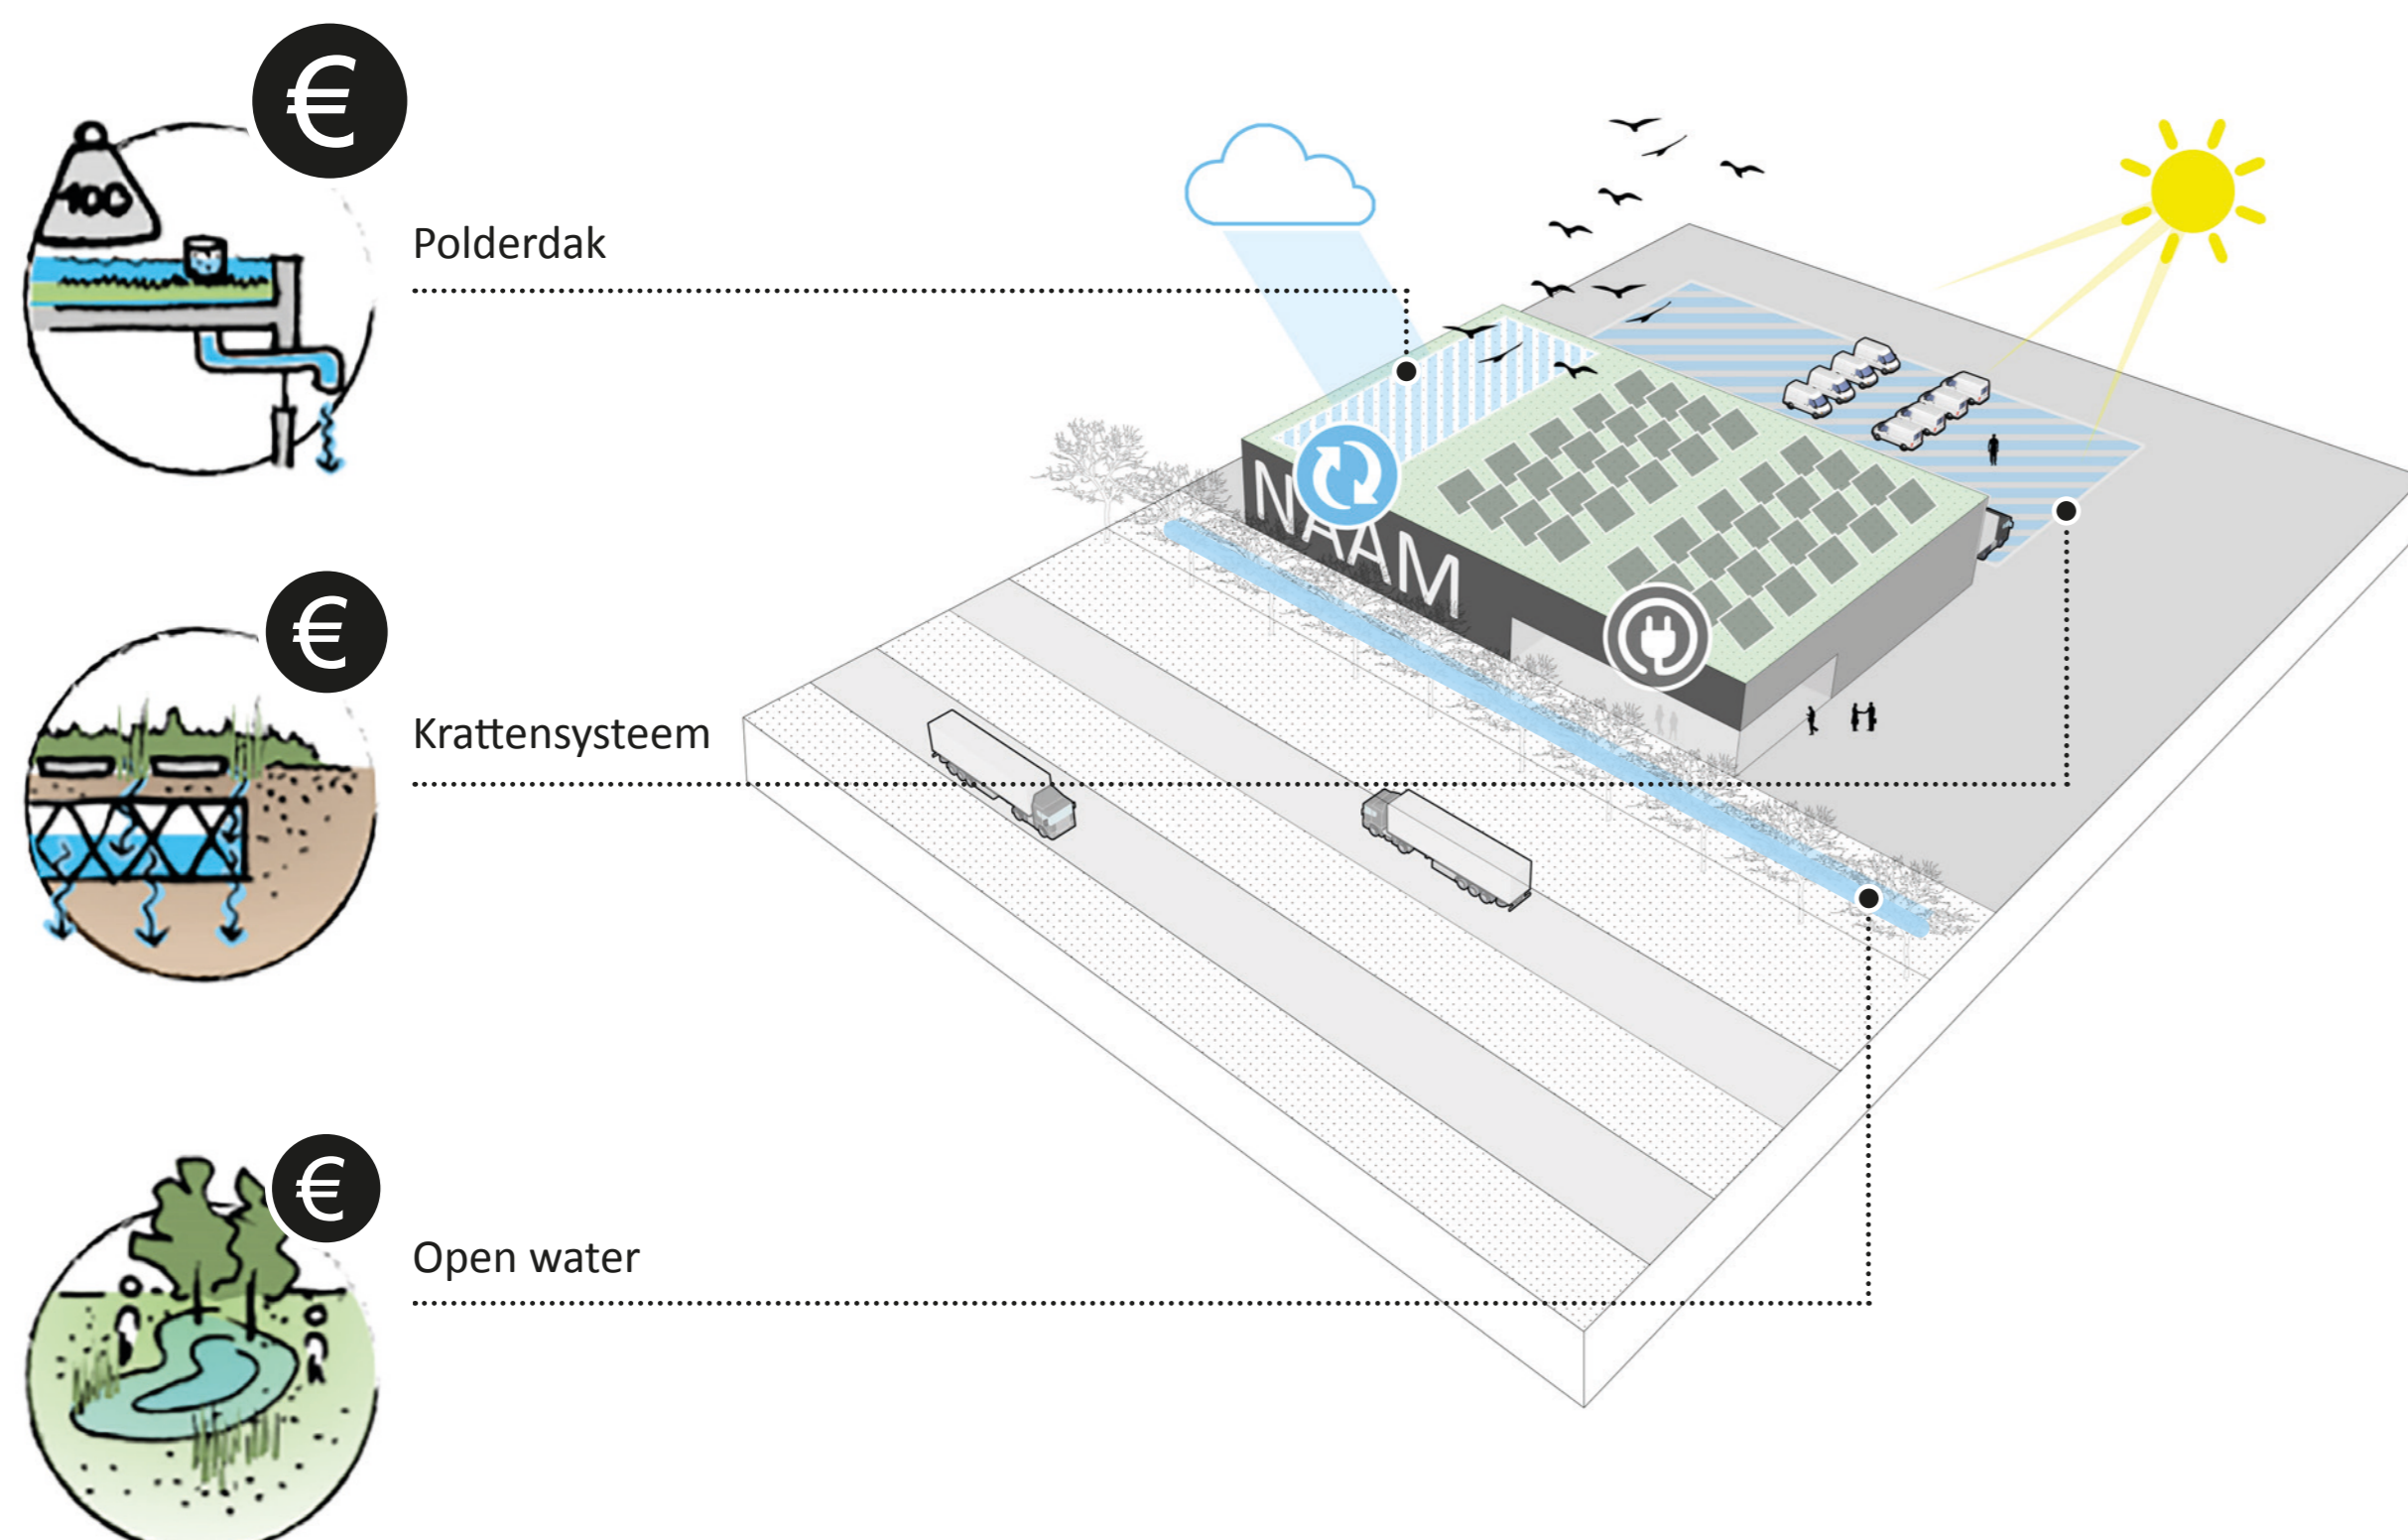 €
100
Polderdak
NAAM
€
Krattensysteem
€
Open water